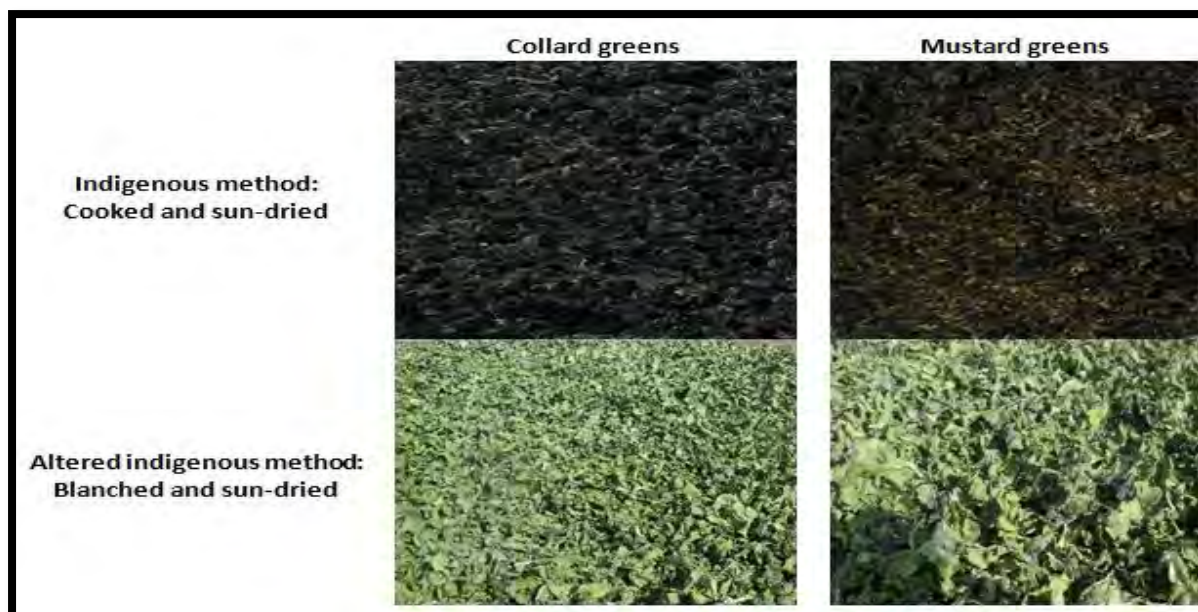 Collard greens
Mustard greens
Indigenous method:
Cooked and sun-dried
Altered indigenous method:
Blanched and sun-dried